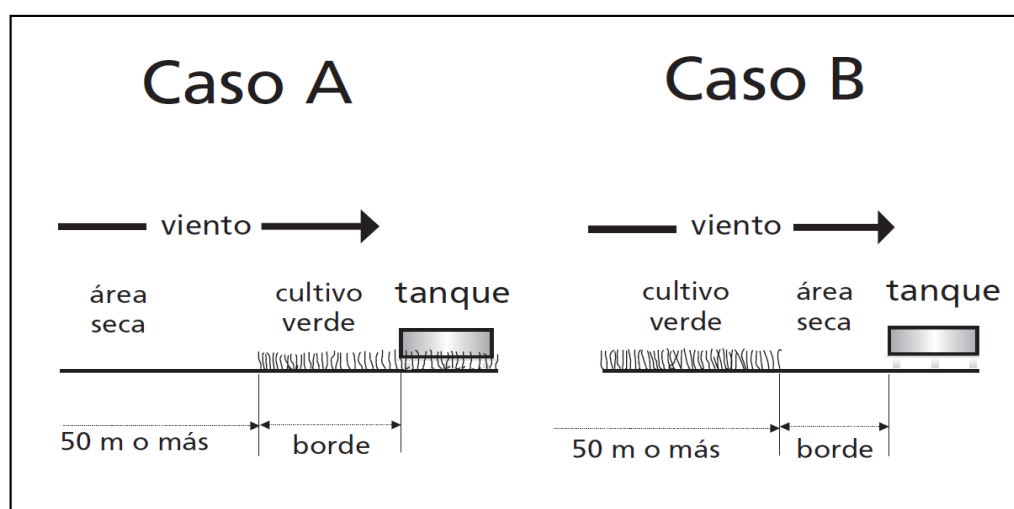 Caso A
viento
área
seca
cultivo
verde
tanque
50 m o más
borde
Caso B
viento
cultivo
verde
área
seca
tanque
50 m o más
borde